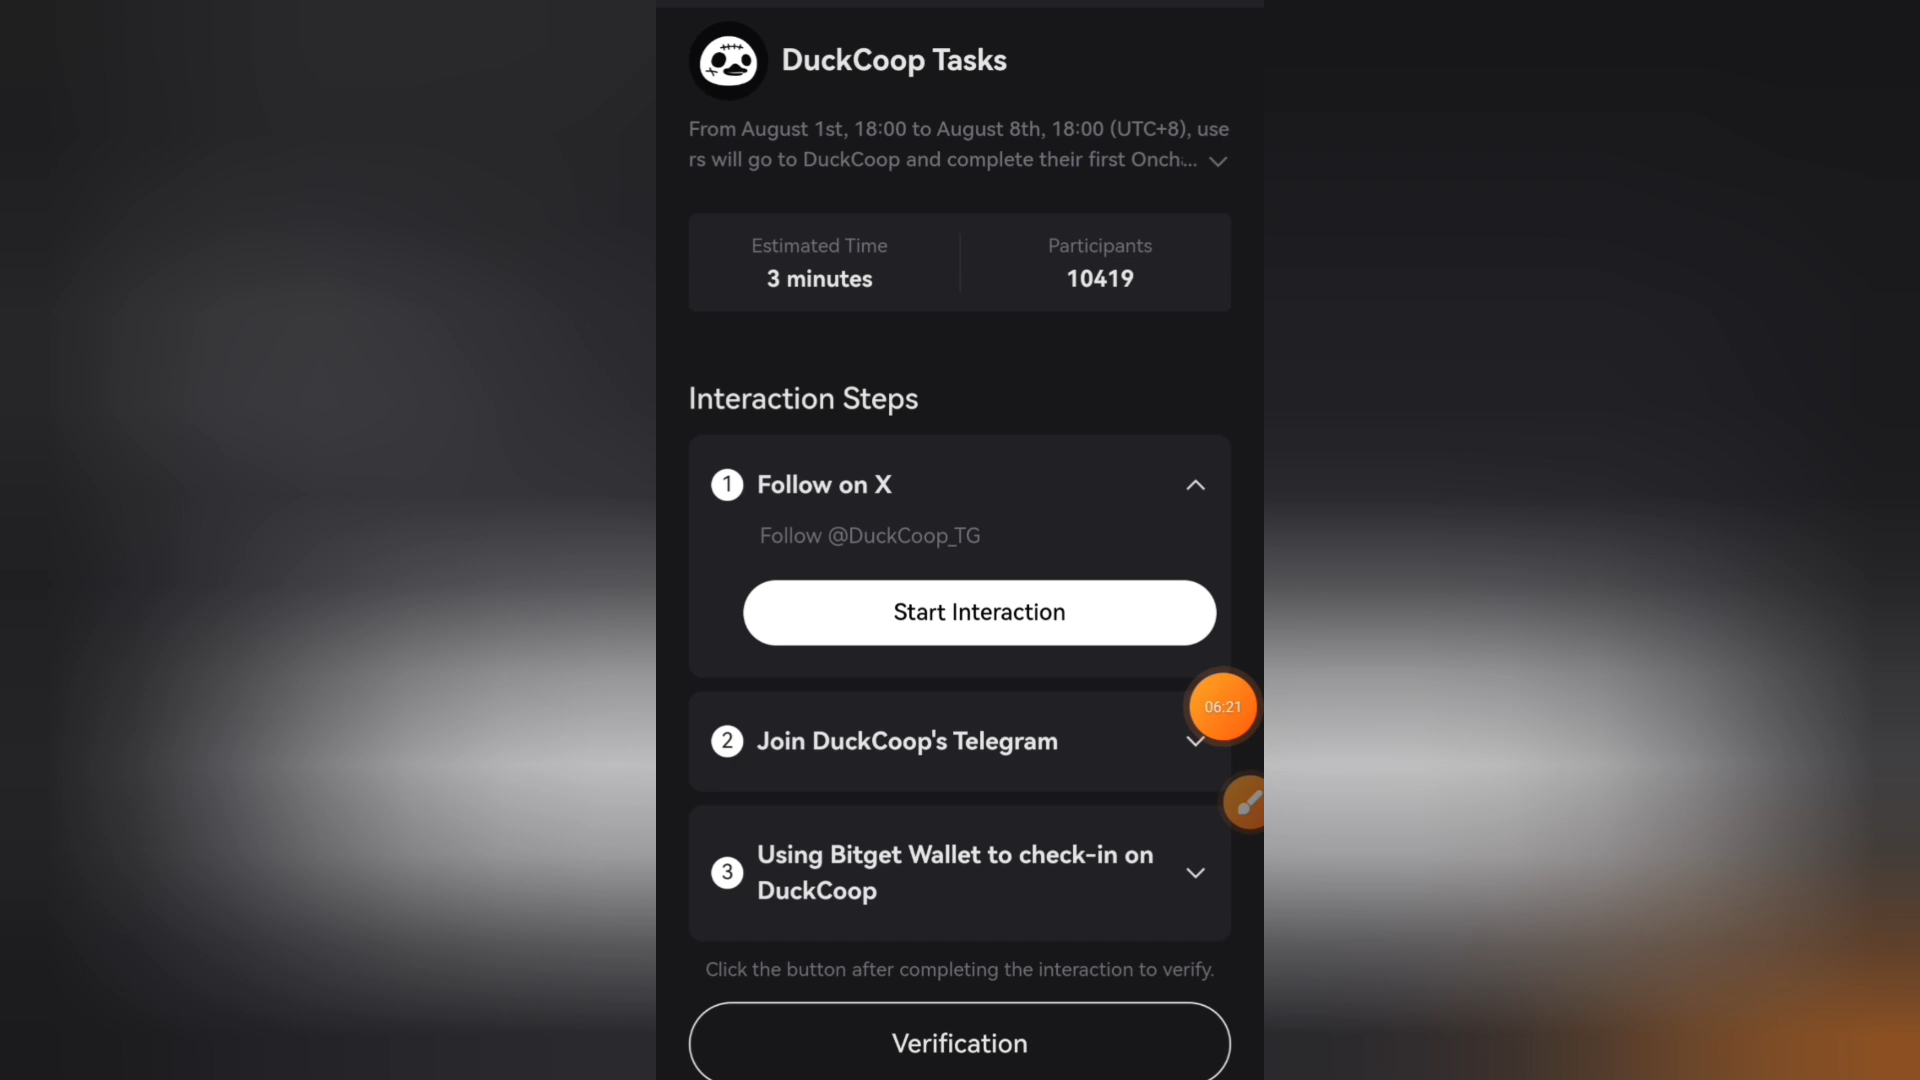 DuckCoop Tasks
From August 1st, 18:00 to August 8th, 18:00 (UTC+8), use
rs will go to DuckCoop and complete their first Onch...
Estimated Time
3 minutes
Participants
10419
Interaction Steps
1 Follow on X
Follow @DuckCoop_TG
Start Interaction
06:21
2 Join DuckCoop's Telegram
3 Using Bitget Wallet to check-in on
DuckCoop
Click the button after completing the interaction to verify.
Verification